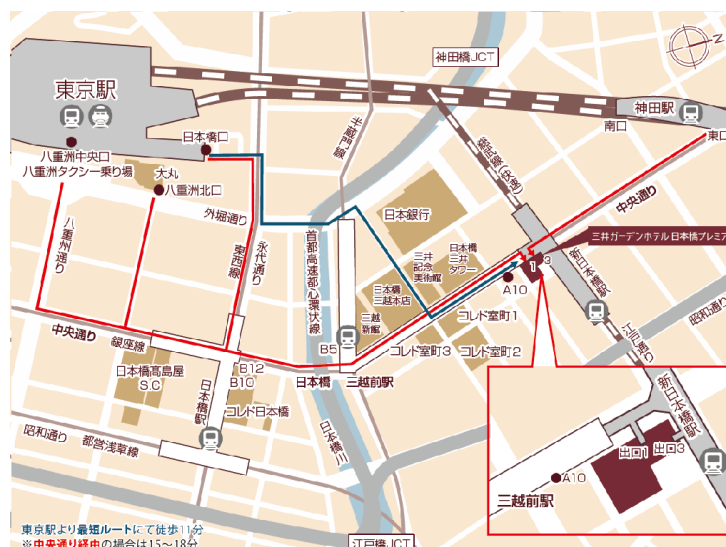 神田橋JCT
N
東京駅
神田駅
南口
東口
日本橋口
八重洲中央口
八重洲タクシー乗り場
大丸
八重洲北口
半蔵門線
総武線(快速)
中央通り
外堀通り
日本銀行
三井ガーデンホテル日本橋プレミア
八重洲通り
東西線
永代通り
首都高速都心環状線
三井
記念
美術館
日本橋
三井
タワー
1
3
新日本橋駅
A10
日本橋
三越本店
三越
新館
コレド室町1
昭和通り
中央通り
銀座線
B5
コレド室町3
コレド室町2
江戸通り
日本橋髙島屋
S.C
日本橋駅
B12
B10
日本橋
三越前駅
コレド日本橋
新日本橋駅
昭和通り
都営浅草線
日本橋川
出口1
出口3
A10
三越前駅
東京駅より最短ルートにて徒歩11分
※中央通り経由の場合は15~18分
江戸橋JCT